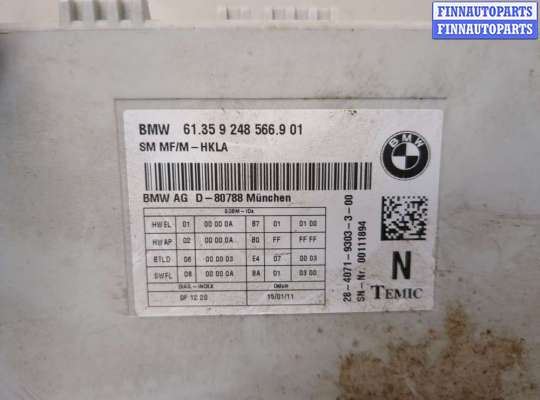 FINNAUTOPARTS
FINNAUTOPARTS
BMW 61.35 9 248 566.9 01
SM MF/M-HKLA
BMW AG D-80788 München
SGBM-IDs
HWEL 01 00 00 0A B7 01 01 00
HWAP 02 00 00 0A B0 FF FF FF
BTLD 06 00 00 03 E4 07 00 03
SWFL 08 00 00 0A 8A 01 03 00
DIAG.-INDEX Datum
0F 12 20 15/01/11
28-4071-9303-3-00
SN-Nr. 00111894
BMW
N
TEMIC